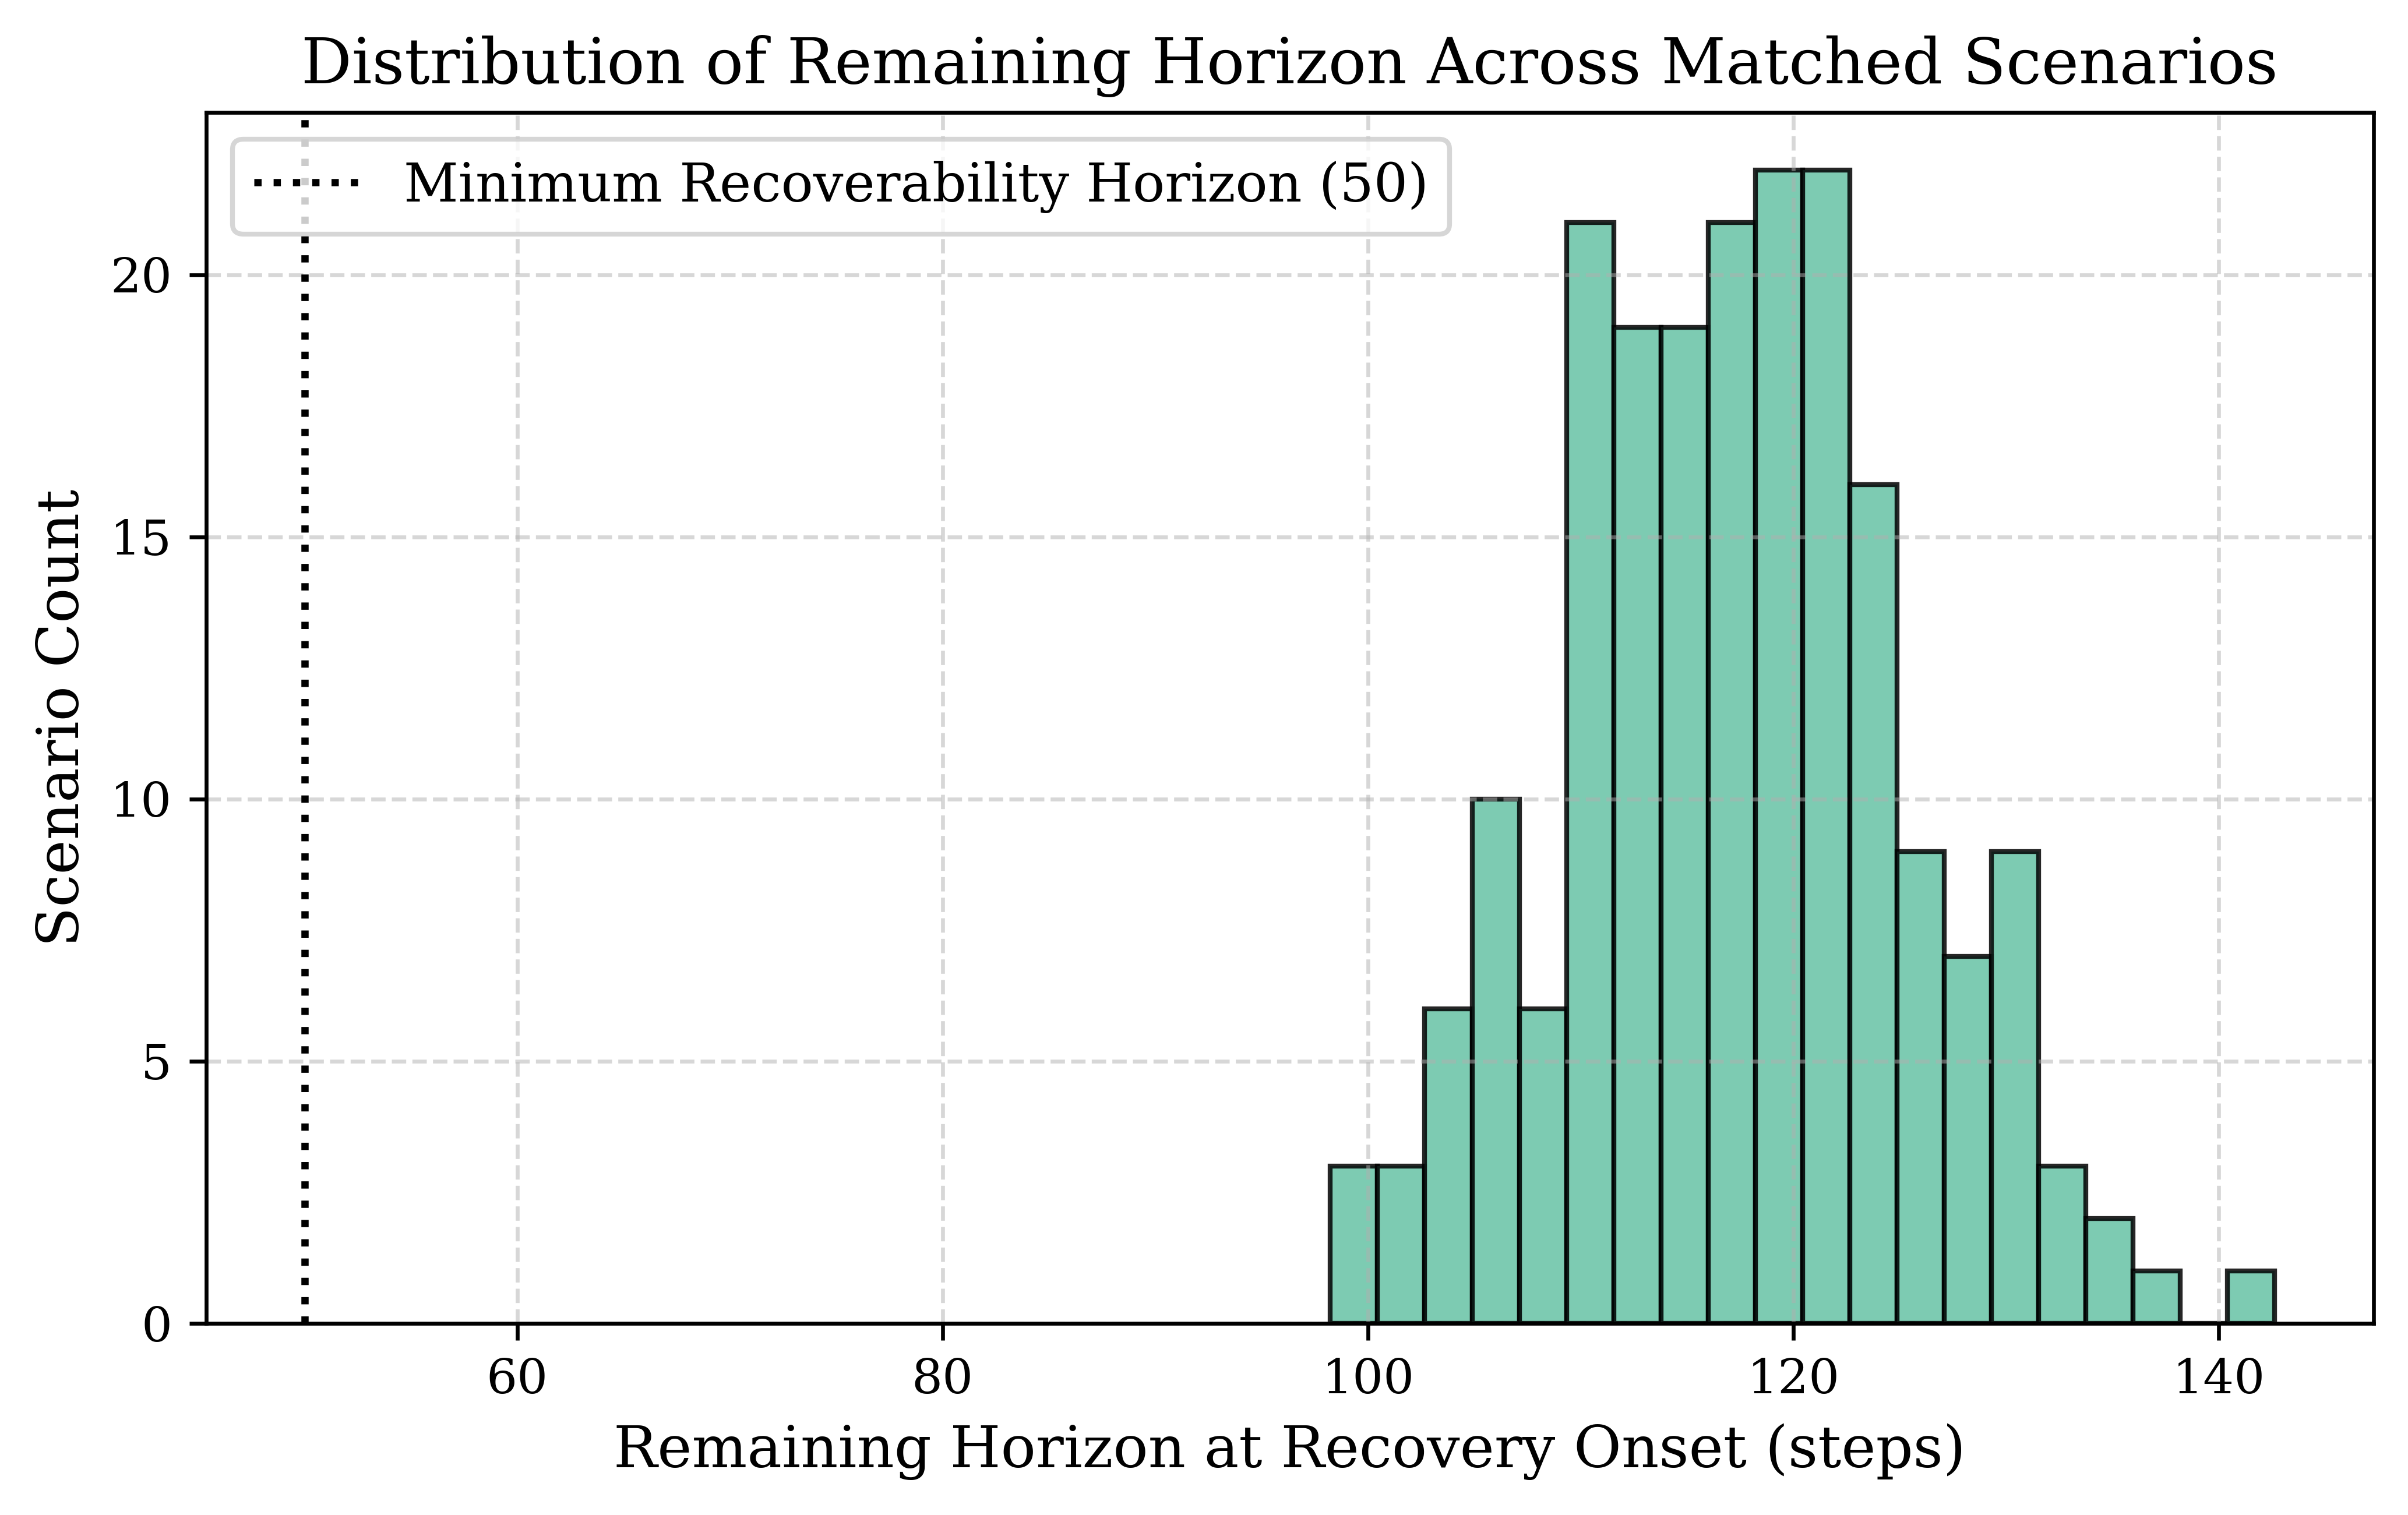 Distribution of Remaining Horizon Across Matched Scenarios
Minimum Recoverability Horizon (50)
Scenario Count
20
15
10
5
0
60 80 100 120 140
Remaining Horizon at Recovery Onset (steps)